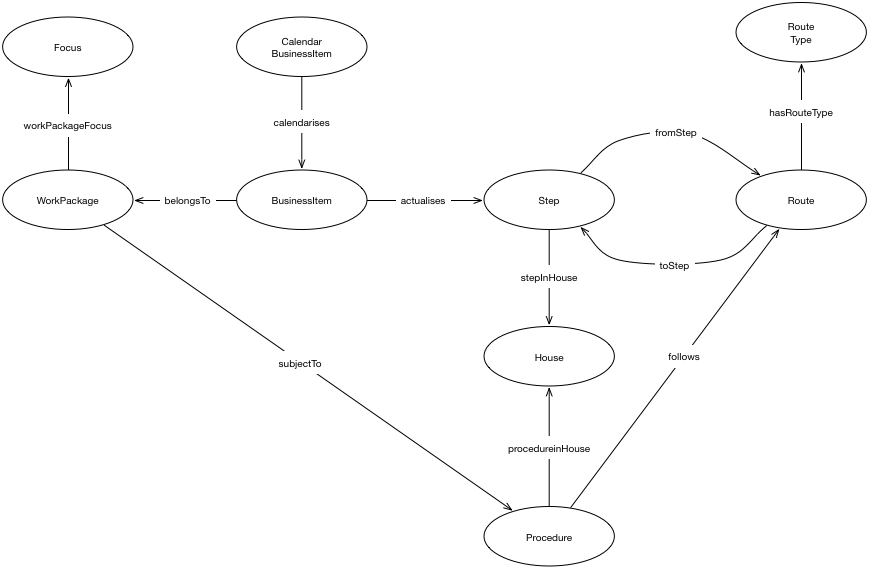 Route
Type
Focus
Calendar
BusinessItem
hasRouteType
calendarises
workPackageFocus
fromStep
WorkPackage
belongsTo
BusinessItem
actualises
Step
Route
toStep
stepInHouse
House
follows
subjectTo
procedureinHouse
Procedure